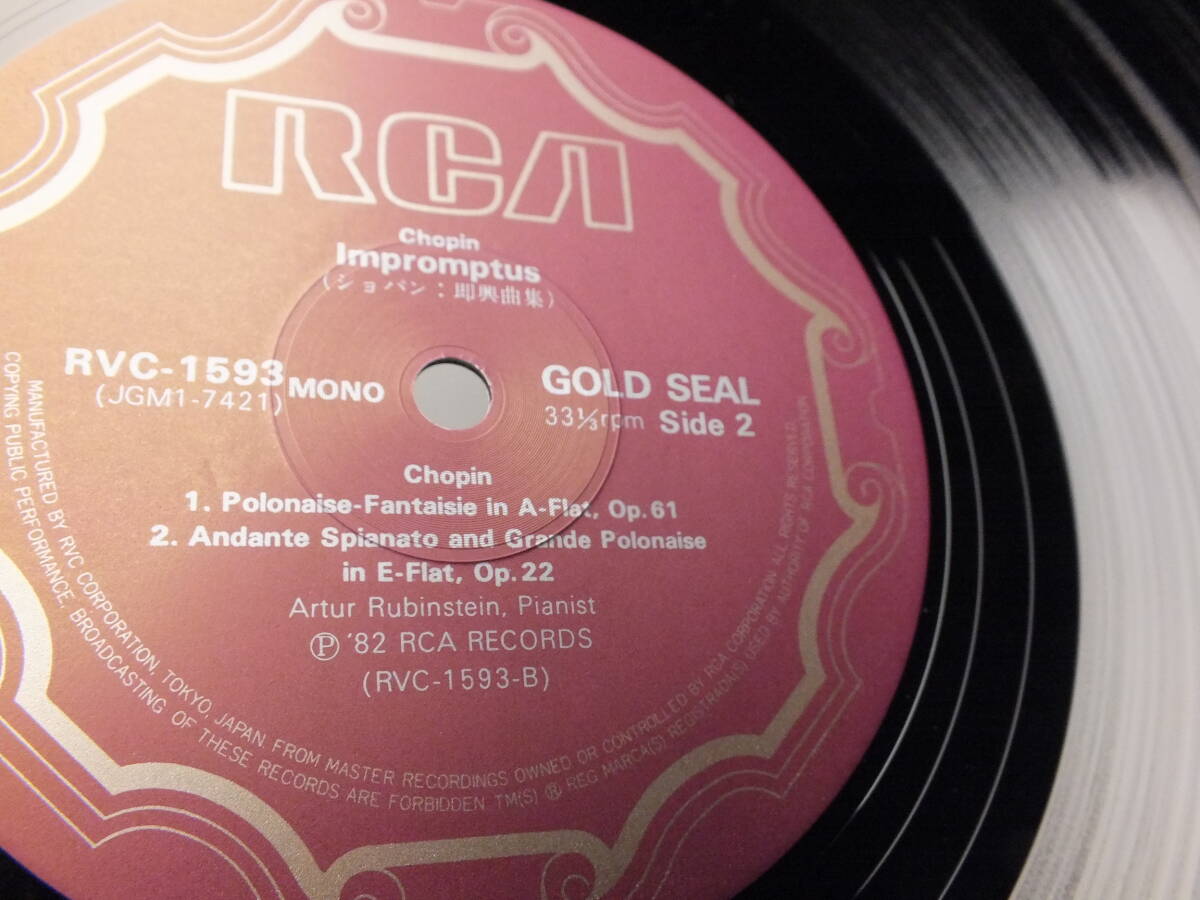 RCA
Chopin
Impromptus
(ショパン：即興曲集)
RVC-1593
(JGM1-7421)
MONO
GOLD SEAL
33⅓rpm Side 2
Chopin
1. Polonaise-Fantaisie in A-Flat, Op.61
2. Andante Spianato and Grande Polonaise
in E-Flat, Op.22
Artur Rubinstein, Pianist
Ⓟ '82 RCA RECORDS
(RVC-1593-B)
MANUFACTURED BY RVC CORPORATION, TOKYO, JAPAN FROM MASTER RECORDINGS OWNED OR CONTROLLED BY RCA CORPORATION ALL RIGHTS RESERVED.
COPYING PUBLIC PERFORMANCE, BROADCASTING OF THESE RECORDS ARE FORBIDDEN TM(S) ® REG MARCA(S) REGISTRADA(S) USED BY AUTHORITY OF RCA CORPORATION